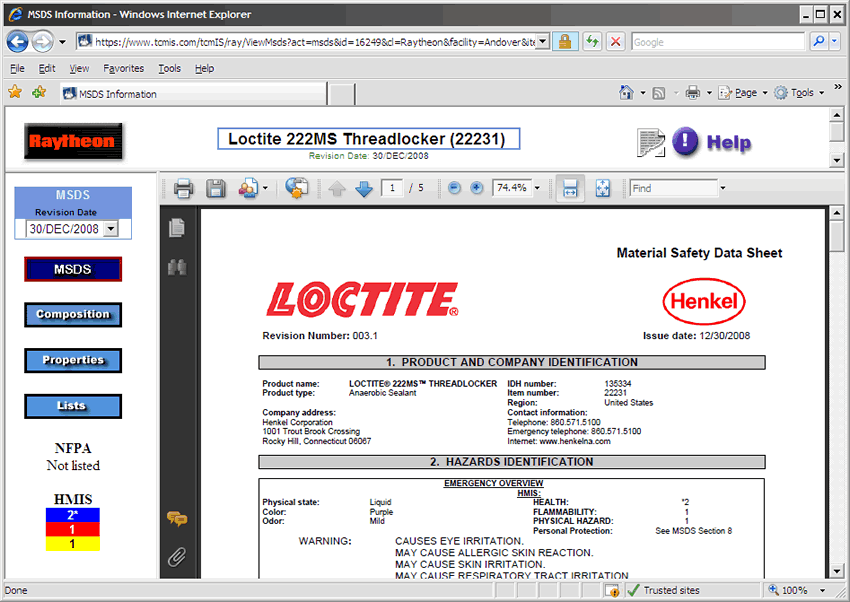 MSDS Information - Windows Internet Explorer
https://www.tcmis.com/tcmIS/ray/ViewMsds?act=msds&id=16249&cl=Raytheon&facility=Andover&ite
Google
File Edit View Favorites Tools Help
MSDS Information
Page Tools
Raytheon
Loctite 222MS Threadlocker (22231)
Revision Date: 30/DEC/2008
Help
MSDS
Revision Date
30/DEC/2008
MSDS
Composition
Properties
Lists
NFPA
Not listed
HMIS
2*
1
1
1 / 5 74.4% Find
Material Safety Data Sheet
LOCTITE®
Henkel
Revision Number: 003.1 Issue date: 12/30/2008
1. PRODUCT AND COMPANY IDENTIFICATION
Product name: LOCTITE® 222MS™ THREADLOCKER IDH number: 135334
Product type: Anaerobic Sealant Item number: 22231
Region: United States
Company address: Contact information:
Henkel Corporation Telephone: 860.571.5100
1001 Trout Brook Crossing Emergency telephone: 860.571.5100
Rocky Hill, Connecticut 06067 Internet: www.henkelna.com
2. HAZARDS IDENTIFICATION
EMERGENCY OVERVIEW
HMIS:
Physical state: Liquid HEALTH: *2
Color: Purple FLAMMABILITY: 1
Odor: Mild PHYSICAL HAZARD: 1
Personal Protection: See MSDS Section 8
WARNING: CAUSES EYE IRRITATION.
MAY CAUSE ALLERGIC SKIN REACTION.
MAY CAUSE SKIN IRRITATION.
MAY CAUSE RESPIRATORY TRACT IRRITATION
Done Trusted sites 100%